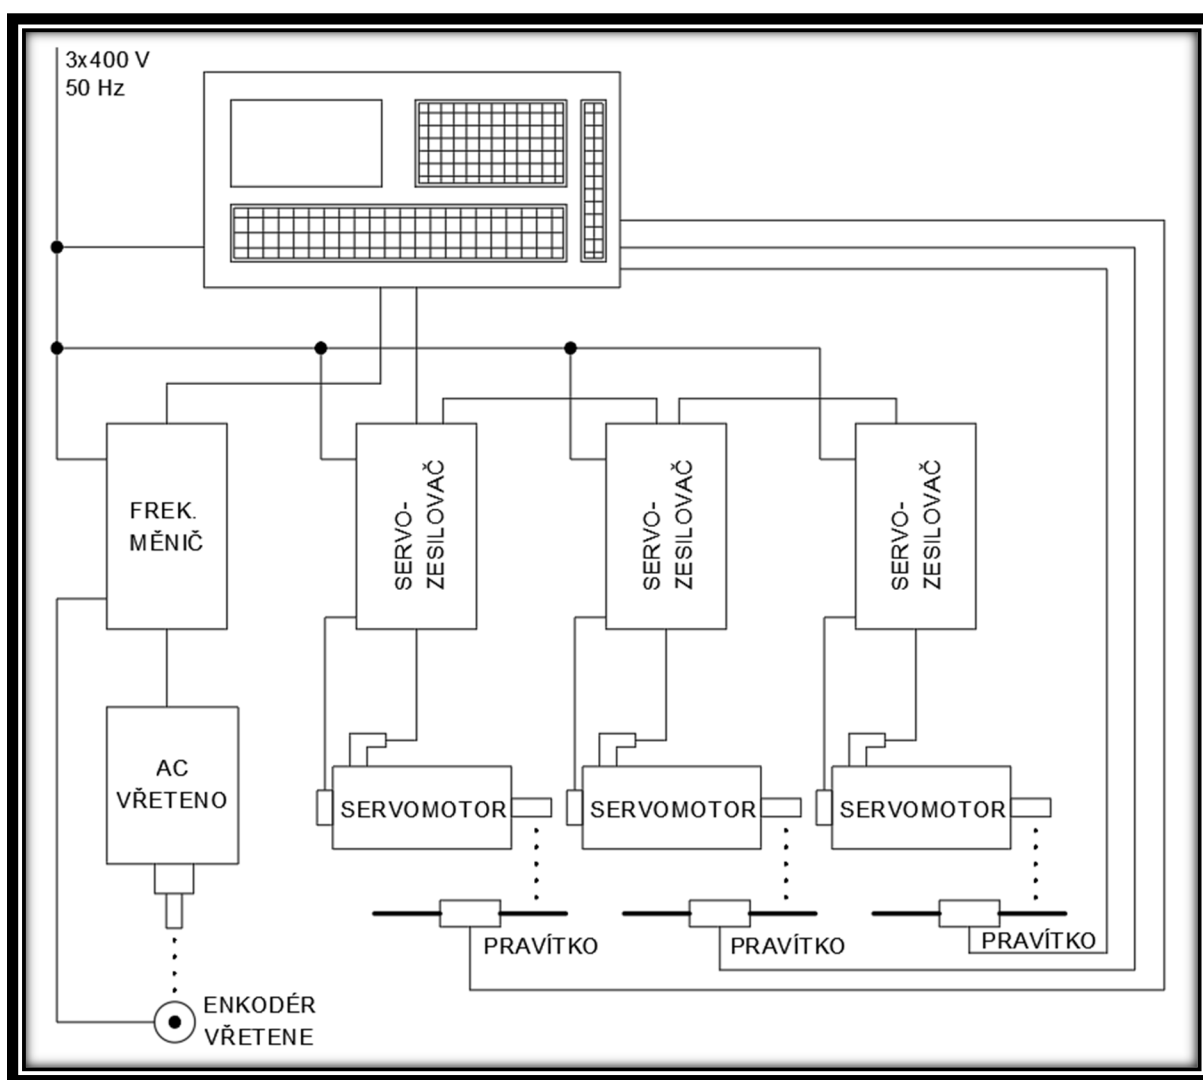 3x400 V
50 Hz
FREK.
MĚNIČ
SERVO-
ZESILOVAČ
SERVO-
ZESILOVAČ
SERVO-
ZESILOVAČ
AC
VŘETENO
SERVOMOTOR
SERVOMOTOR
SERVOMOTOR
PRAVÍTKO
PRAVÍTKO
PRAVÍTKO
ENKODÉR
VŘETENE